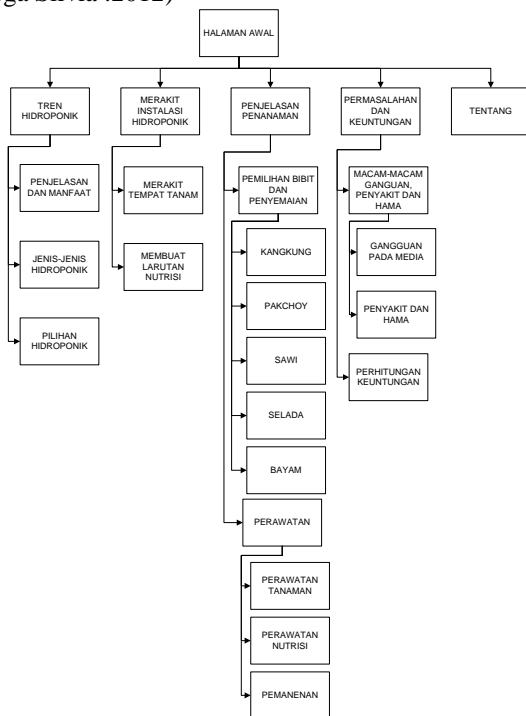 HALAMAN AWAL
TREN
HIDROPONIK
MERAKIT
INSTALASI
HIDROPONIK
PENJELASAN
PENANAMAN
PERMASALAHAN
DAN
KEUNTUNGAN
TENTANG
PENJELASAN
DAN MANFAAT
JENIS-JENIS
HIDROPONIK
PILIHAN
HIDROPONIK
MERAKIT
TEMPAT TANAM
MEMBUAT
LARUTAN
NUTRISI
PEMILIHAN BIBIT
DAN
PENYEMAIAN
KANGKUNG
PAKCHOY
SAWI
SELADA
BAYAM
PERAWATAN
PERAWATAN
TANAMAN
PERAWATAN
NUTRISI
PEMANENAN
MACAM-MACAM
GANGUAN,
PENYAKIT DAN
HAMA
GANGGUAN
PADA MEDIA
PENYAKIT DAN
HAMA
PERHITUNGAN
KEUNTUNGAN